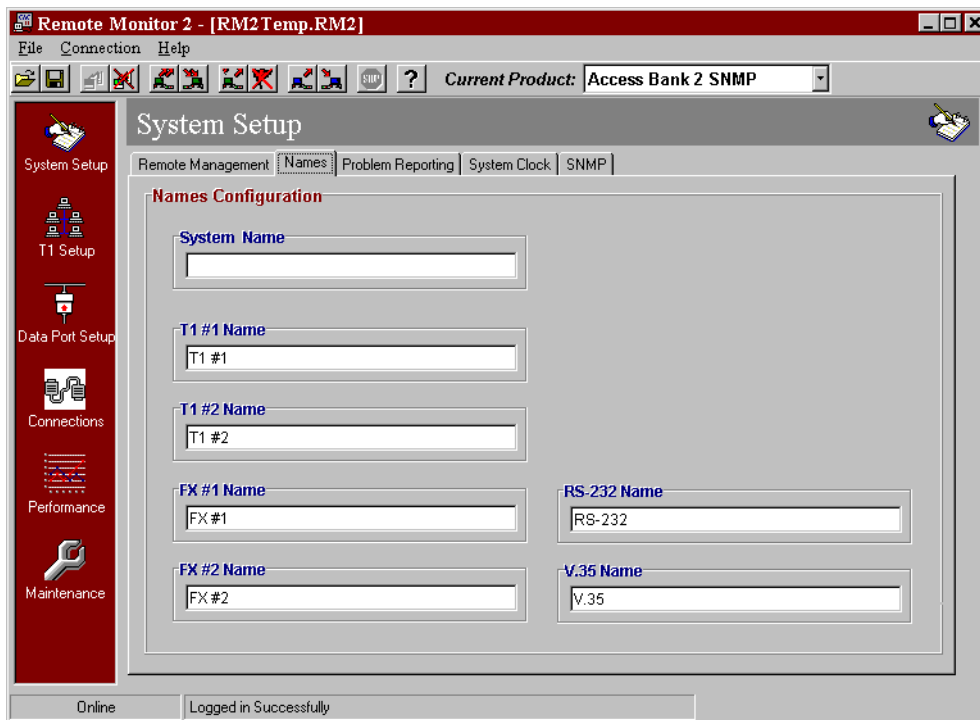 Remote Monitor 2 - [RM2Temp.RM2]
File Connection Help
Current Product: Access Bank 2 SNMP
System Setup
System Setup
Remote Management Names Problem Reporting System Clock SNMP
Names Configuration
System Name
T1 Setup
T1 #1 Name
T1 #1
Data Port Setup
T1 #2 Name
T1 #2
Connections
FX #1 Name
FX #1
RS-232 Name
RS-232
Performance
FX #2 Name
FX #2
V.35 Name
V.35
Maintenance
Online Logged in Successfully